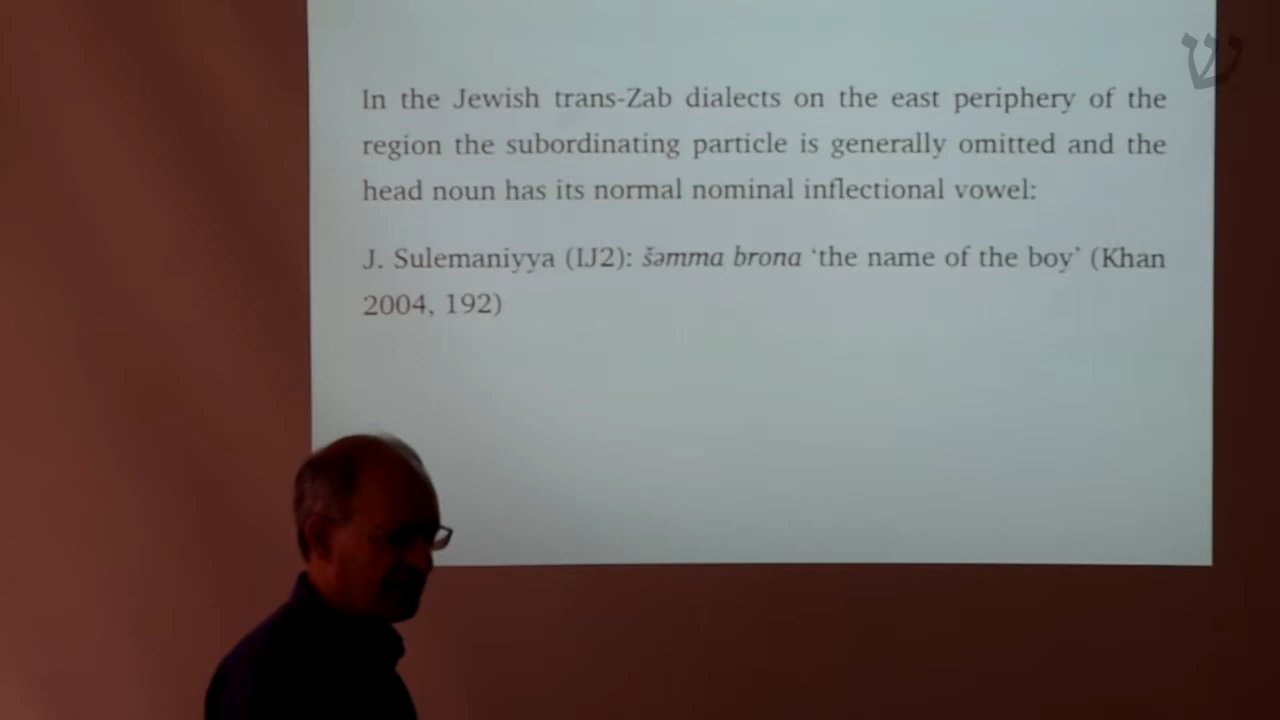 ש
In the Jewish trans-Zab dialects on the east periphery of the
region the subordinating particle is generally omitted and the
head noun has its normal nominal inflectional vowel:
J. Sulemaniyya (IJ2): šəmma brona ‘the name of the boy’ (Khan
2004, 192)